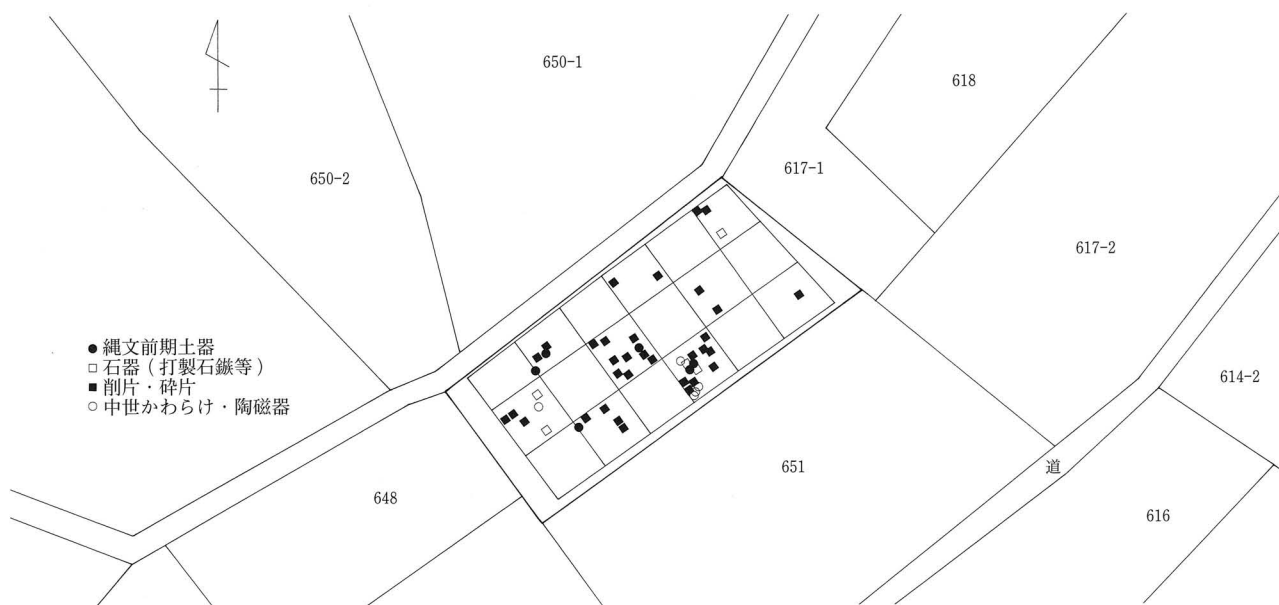 650-1
618
617-1
650-2
617-2
●縄文前期土器
□石器（打製石鏃等）
■削片・砕片
○中世かわらけ・陶磁器
614-2
651
道
648
616